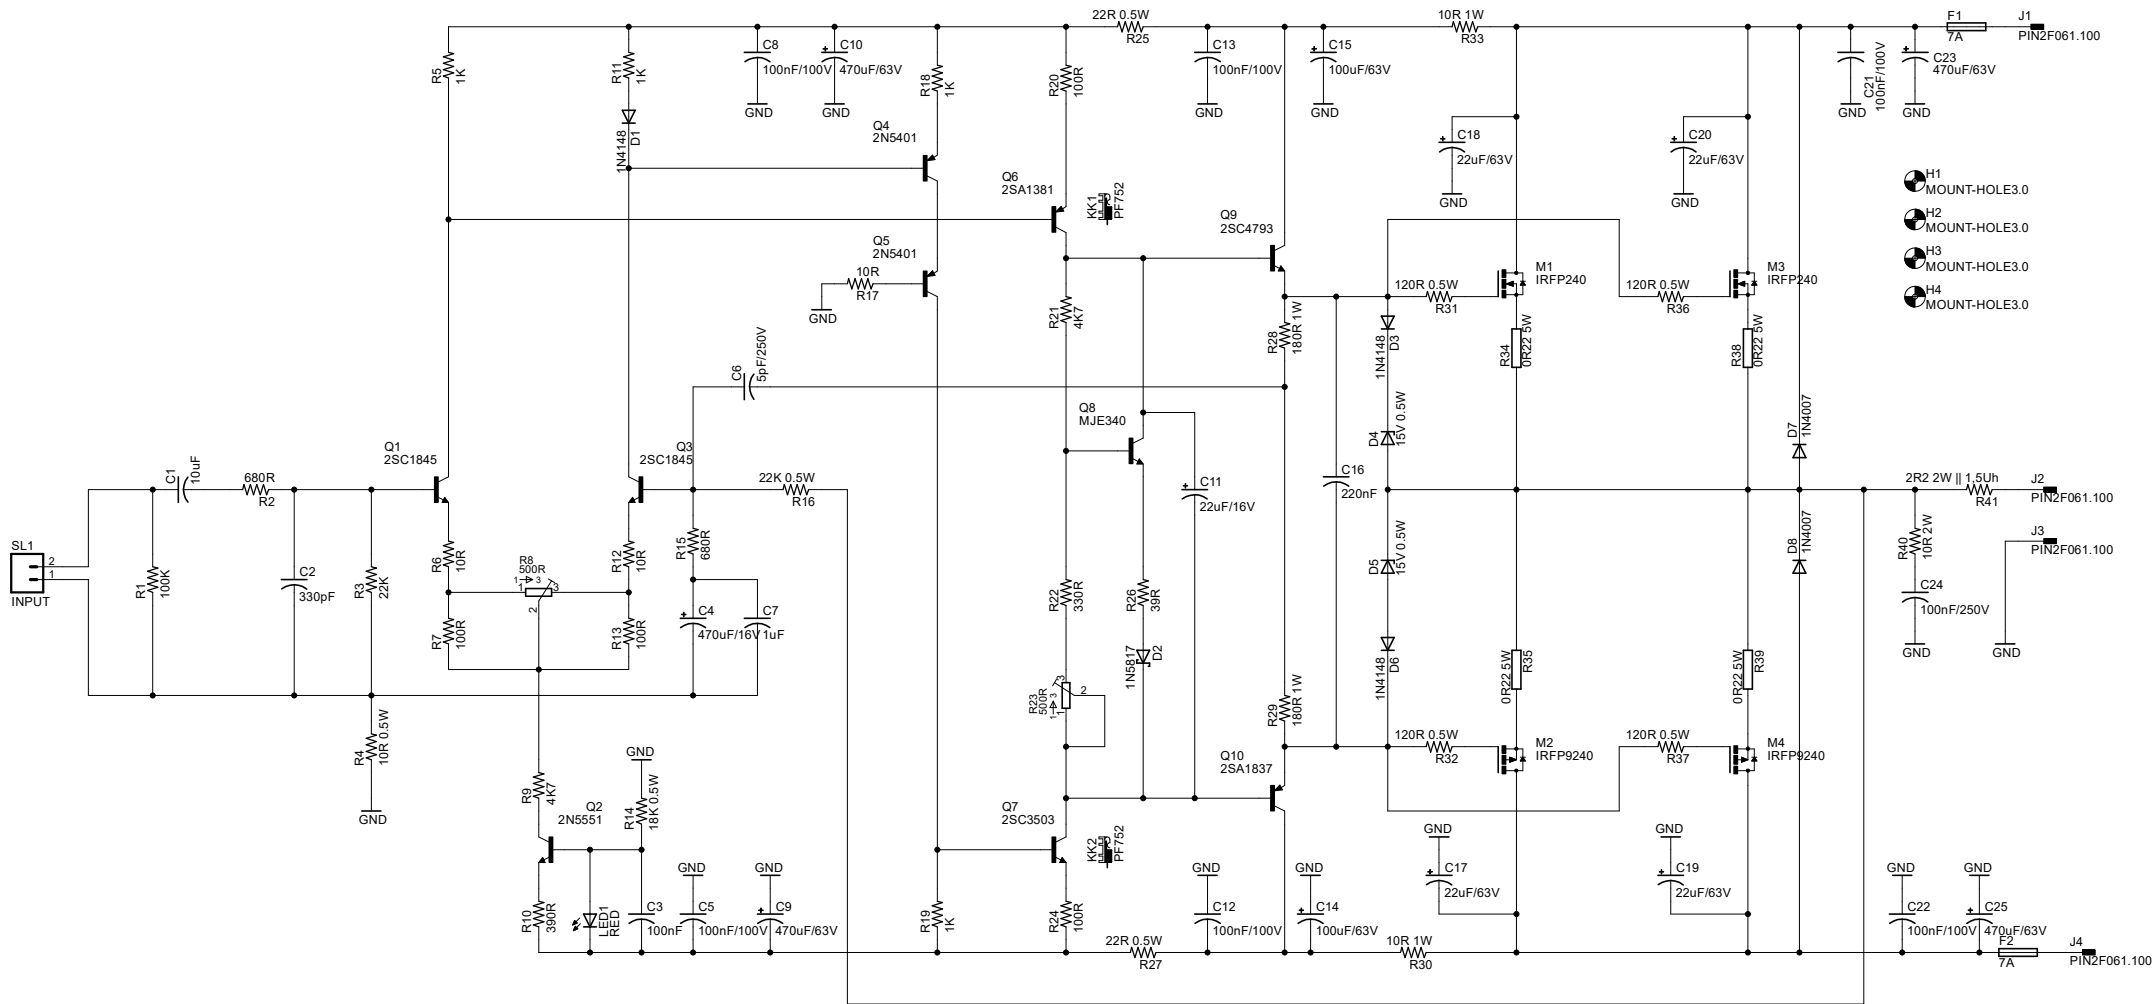 22R 0.5W
R25
10R 1W
R33
F1
7A
J1
PIN2F061.100
R5
1K
R11
1K
C8
100nF/100V
GND
C10
470uF/63V
GND
R18
1K
R20
100R
C13
100nF/100V
GND
C15
100uF/63V
GND
C21
100nF/100V
GND
C23
470uF/63V
GND
1N4148
D1
Q4
2N5401
C18
22uF/63V
GND
C20
22uF/63V
GND
Q6
2SA1381
KK1
PF752
H1
MOUNT-HOLE3.0
H2
MOUNT-HOLE3.0
H3
MOUNT-HOLE3.0
H4
MOUNT-HOLE3.0
Q9
2SC4793
Q5
2N5401
10R
R17
GND
R21
4K7
R28
180R 1W
120R 0.5W
R31
M1
IRFP240
120R 0.5W
R36
M3
IRFP240
1N4148
D3
R34
0R22 5W
R38
0R22 5W
C6
5pF/250V
Q8
MJE340
D4
15V 0.5W
D7
1N4007
Q1
2SC1845
Q3
2SC1845
C1
10uF
680R
R2
22K 0.5W
R16
C11
22uF/16V
C16
220nF
2R2 2W || 1,5Uh
R41
J2
PIN2F061.100
SL1
2
1
INPUT
R1
100K
C2
330pF
R3
22K
R6
10R
R8
500R
1
3
1
3
2
R12
10R
R15
680R
R7
100R
R13
100R
C4
470uF/16V
C7
1uF
R22
330R
R26
39R
1N5817
D2
D5
15V 0.5W
D8
1N4007
R40
10R 2W
J3
PIN2F061.100
C24
100nF/250V
GND
GND
1N4148
D6
0R22 5W
R35
0R22 5W
R39
R23
500R
1
3
3
2
1
R29
180R 1W
R4
10R 0.5W
GND
120R 0.5W
R32
M2
IRFP9240
120R 0.5W
R37
M4
IRFP9240
Q10
2SA1837
R9
4K7
GND
R14
18K 0.5W
Q2
2N5551
Q7
2SC3503
KK2
PF752
R10
390R
LED1
RED
C3
100nF
GND
C5
100nF/100V
GND
C9
470uF/63V
R19
1K
R24
100R
GND
C12
100nF/100V
GND
C14
100uF/63V
GND
C17
22uF/63V
GND
C19
22uF/63V
GND
C22
100nF/100V
GND
C25
470uF/63V
22R 0.5W
R27
10R 1W
R30
F2
7A
J4
PIN2F061.100